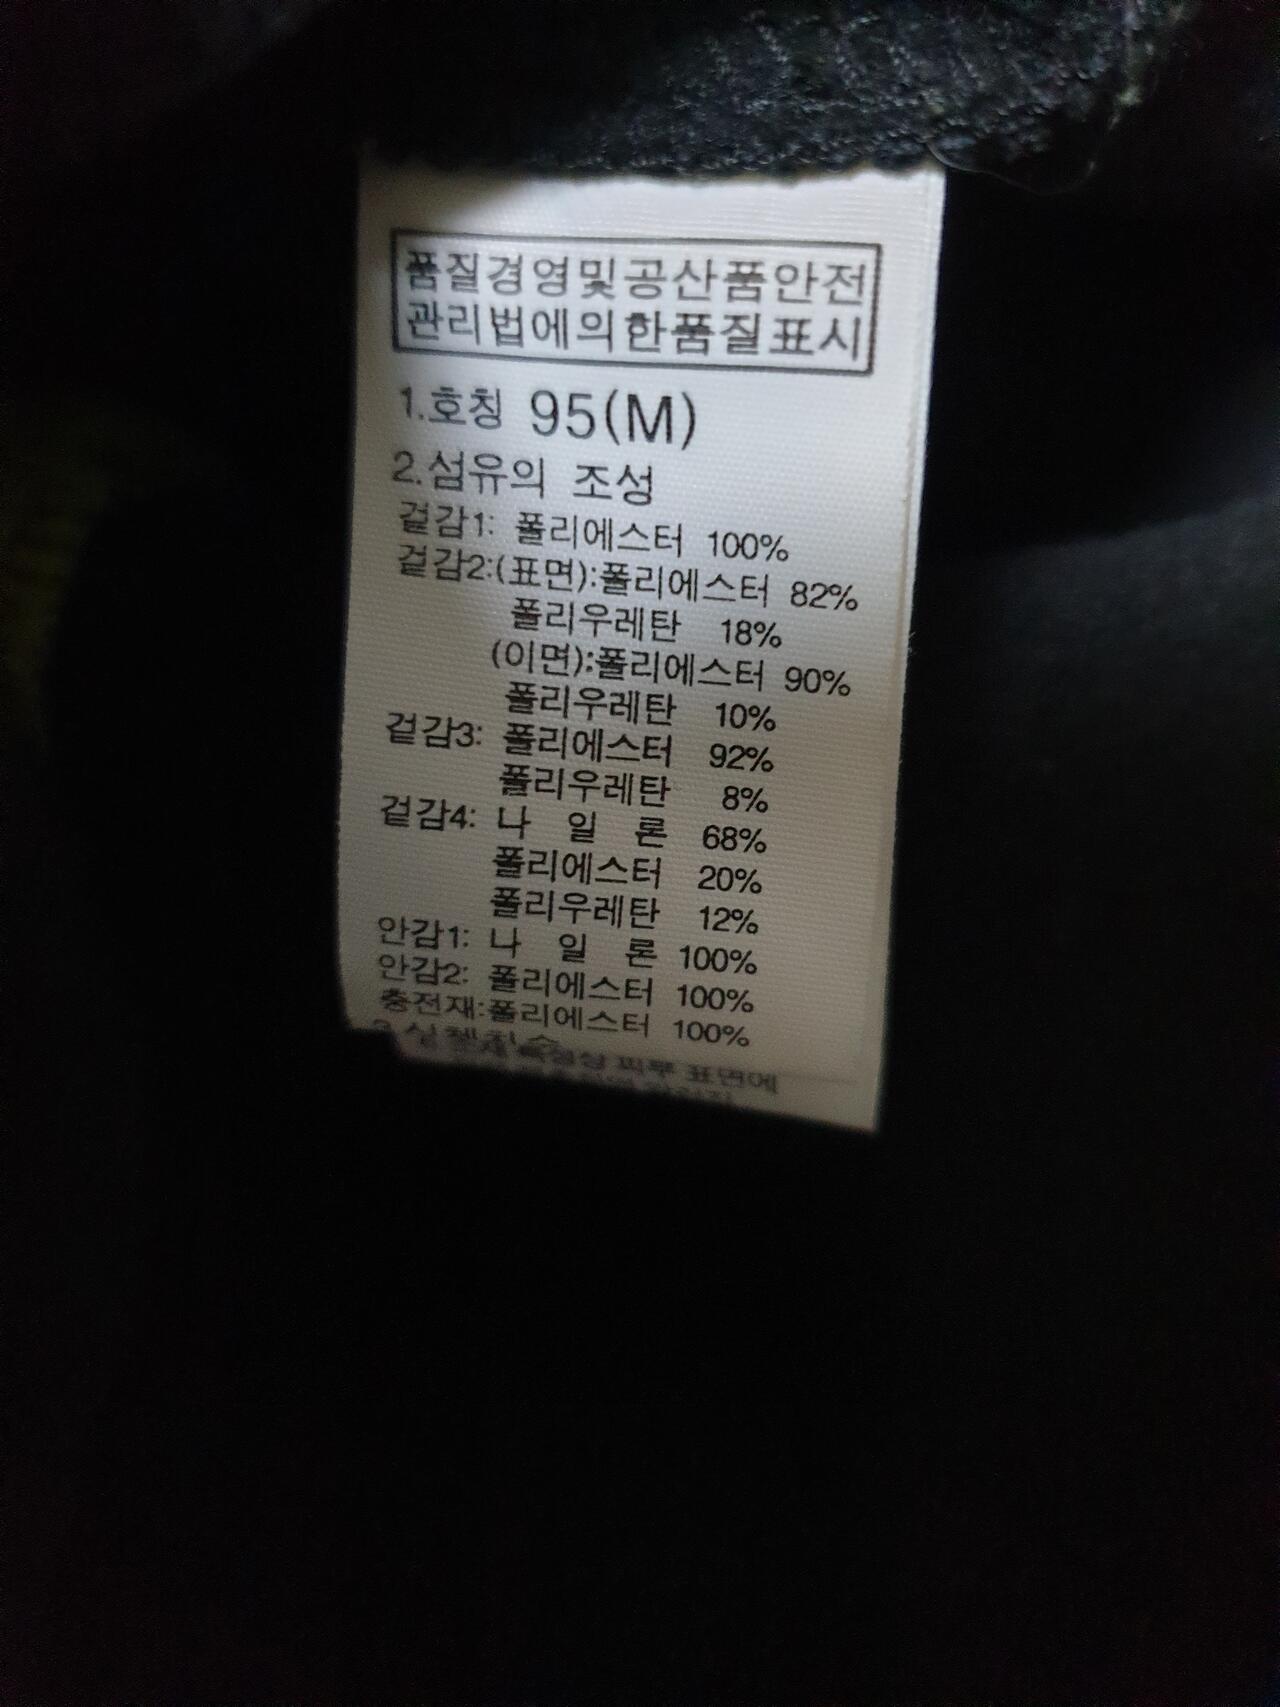 품질경영및공산품안전
관리법에의한품질표시
1.호칭 95(M)
2.섬유의 조성
겉감1: 폴리에스터 100%
겉감2:(표면):폴리에스터 82%
폴리우레탄 18%
(이면):폴리에스터 90%
폴리우레탄 10%
겉감3: 폴리에스터 92%
폴리우레탄 8%
겉감4: 나 일 론 68%
폴리에스터 20%
폴리우레탄 12%
안감1: 나 일 론 100%
안감2: 폴리에스터 100%
충전재:폴리에스터 100%
피부 표면에